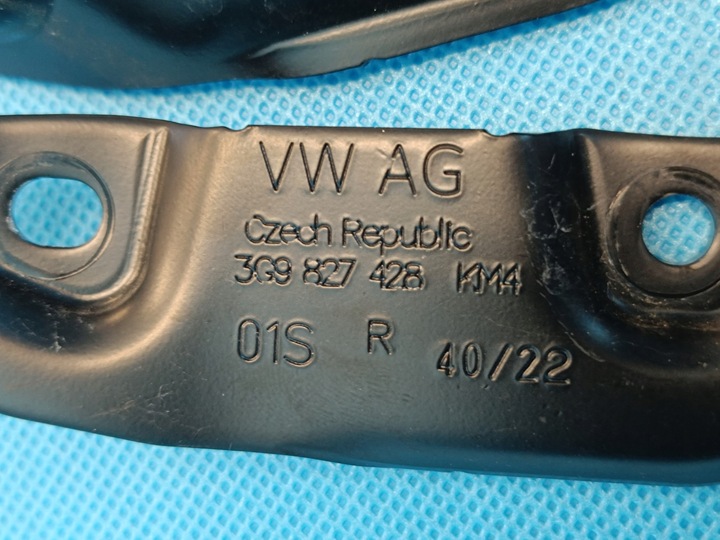 VW AG
Czech Republic
3G9 827 428 KM4
01S R 40/22